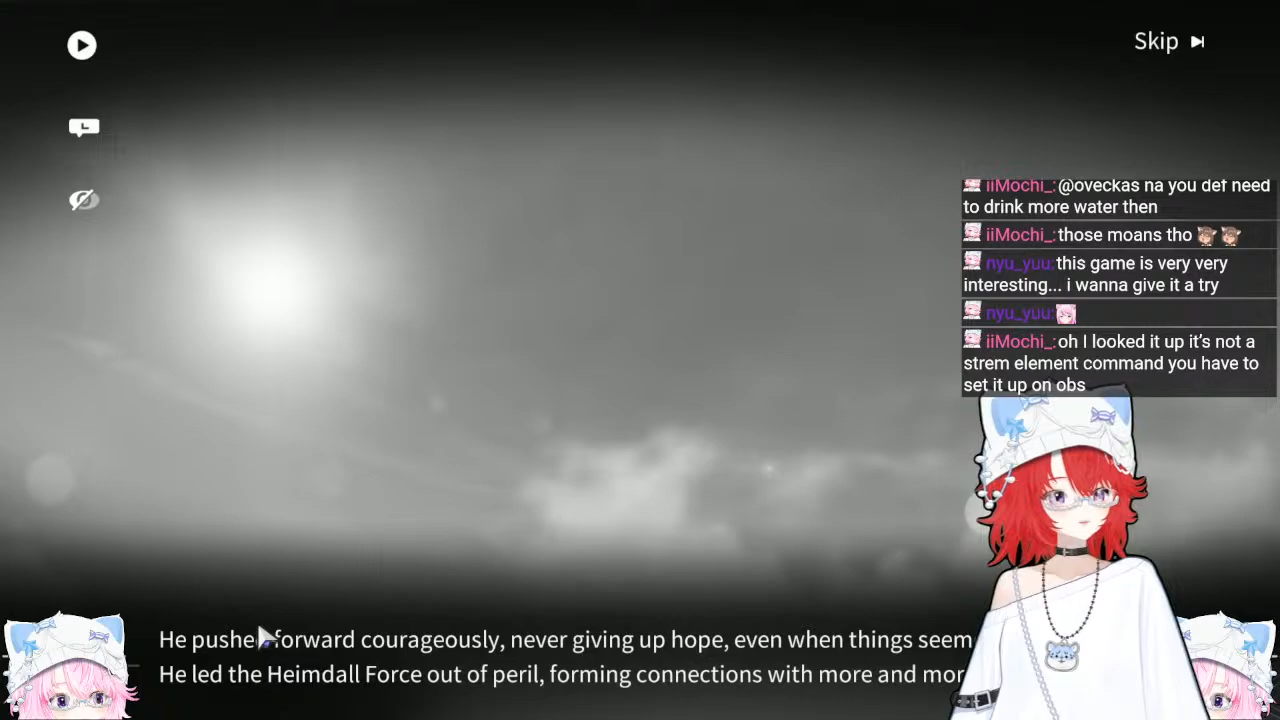 Skip
iiMochi_:@oveckas na you def need
to drink more water then
iiMochi_:those moans tho
nyu_yuu:this game is very very
interesting... i wanna give it a try
nyu_yuu:
iiMochi_:oh I looked it up it's not a
strem element command you have to
set it up on obs
He pushed forward courageously, never giving up hope, even when things seem
He led the Heimdall Force out of peril, forming connections with more and mor